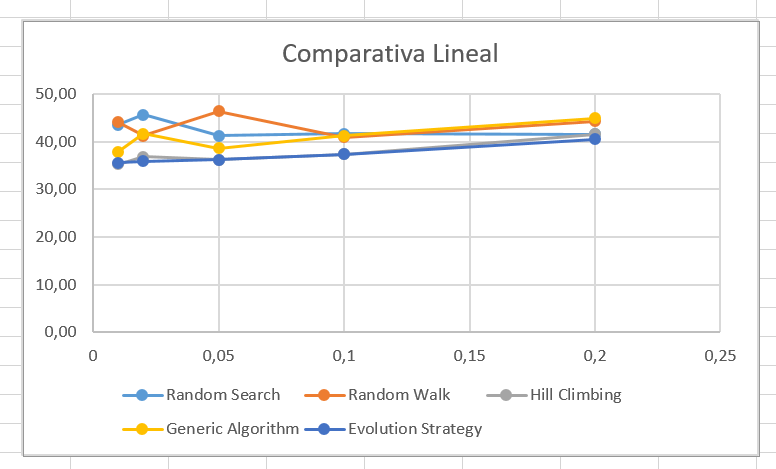 Comparativa Lineal
50,00
40,00
30,00
20,00
10,00
0,00
0 0,05 0,1 0,15 0,2 0,25
Random Search Random Walk Hill Climbing
Generic Algorithm Evolution Strategy